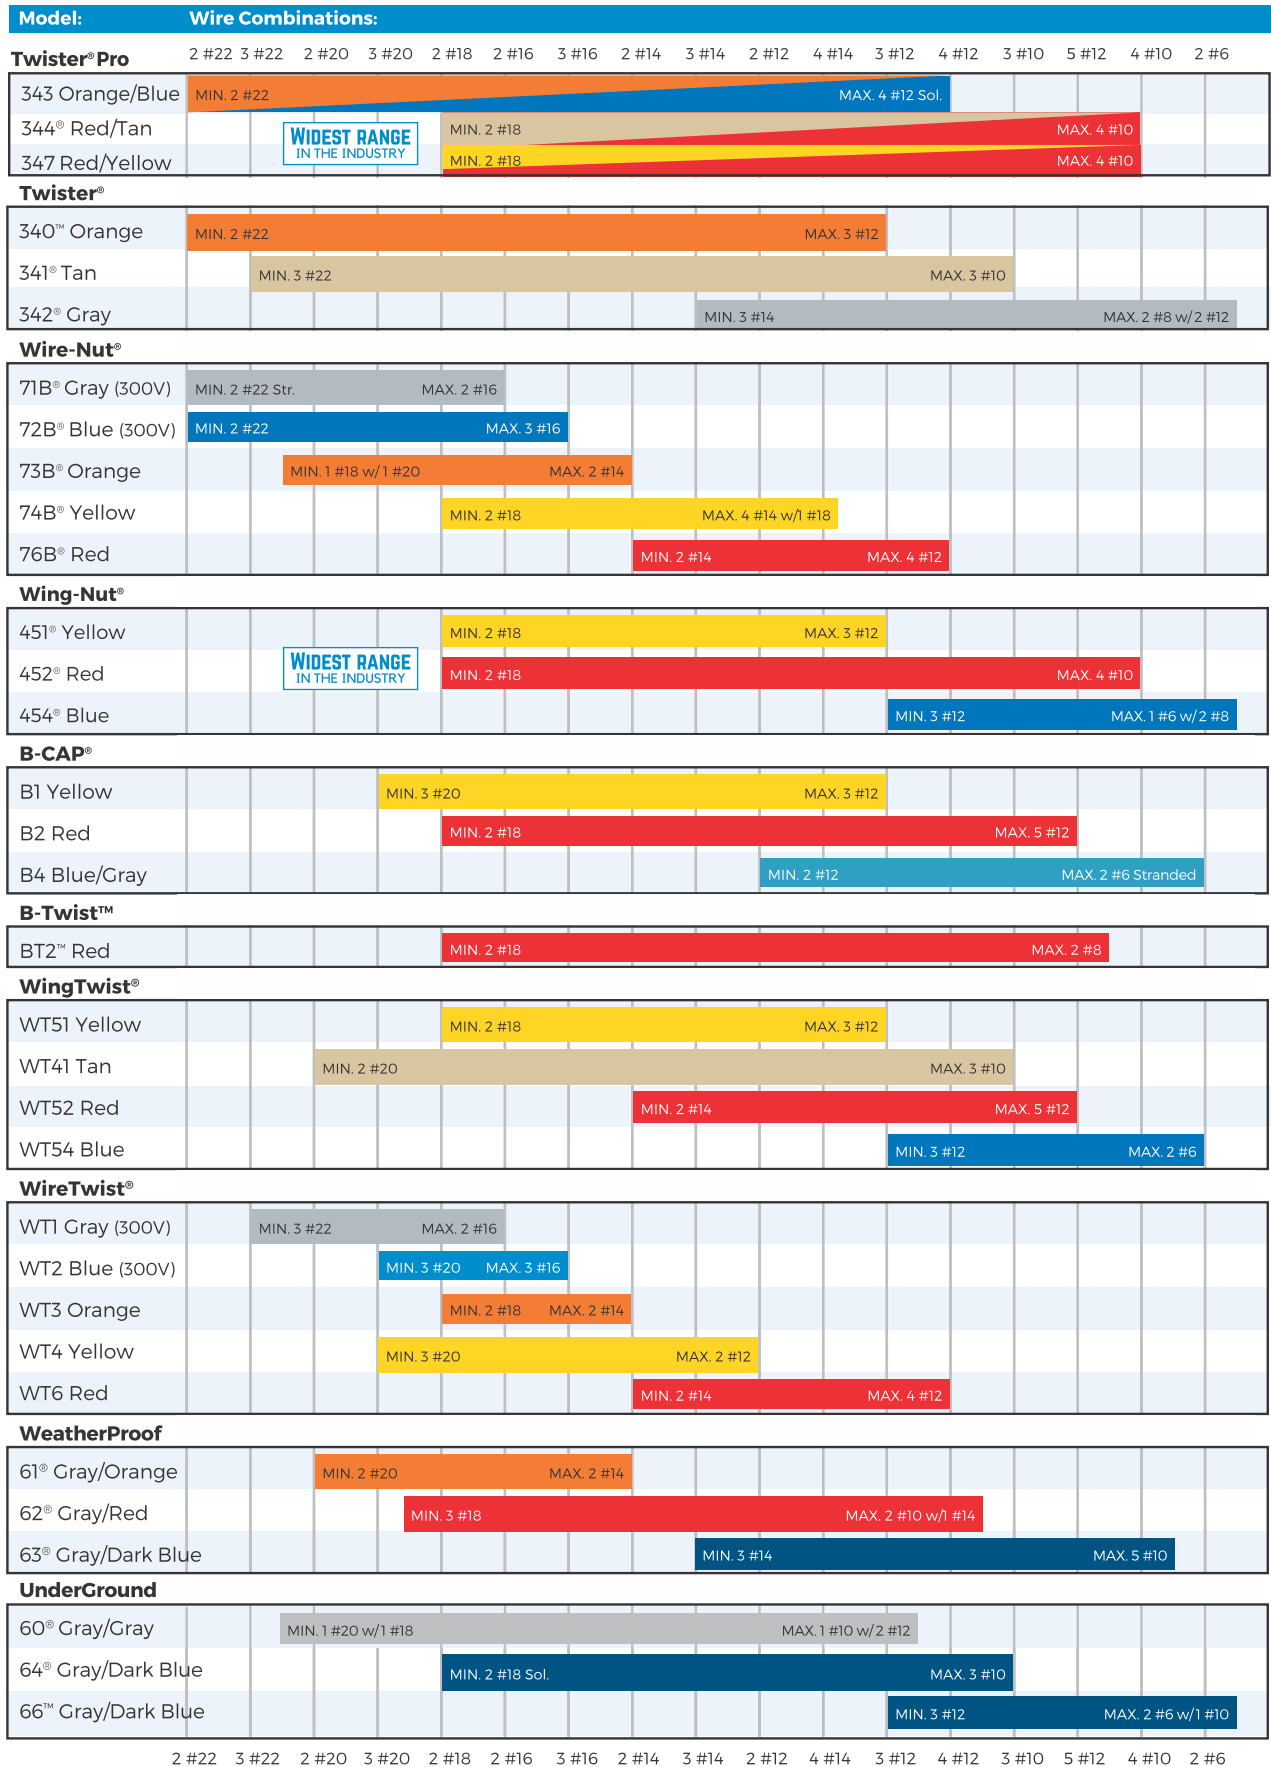 Model: Wire Combinations:
Twister® Pro 2 #22 3 #22 2 #20 3 #20 2 #18 2 #16 3 #16 2 #14 3 #14 2 #12 4 #14 3 #12 4 #12 3 #10 5 #12 4 #10 2 #6
343 Orange/Blue MIN. 2 #22 MAX. 4 #12 Sol.
344® Red/Tan MIN. 2 #18 MAX. 4 #10
WIDEST RANGE
IN THE INDUSTRY
347 Red/Yellow MIN. 2 #18 MAX. 4 #10
Twister®
340™ Orange MIN. 2 #22 MAX. 3 #12
341® Tan MIN. 3 #22 MAX. 3 #10
342® Gray MIN. 3 #14 MAX. 2 #8 w/2 #12
Wire-Nut®
71B® Gray (300V) MIN. 2 #22 Str. MAX. 2 #16
72B® Blue (300V) MIN. 2 #22 MAX. 3 #16
73B® Orange MIN. 1 #18 w/1 #20 MAX. 2 #14
74B® Yellow MIN. 2 #18 MAX. 4 #14 w/1 #18
76B® Red MIN. 2 #14 MAX. 4 #12
Wing-Nut®
451® Yellow MIN. 2 #18 MAX. 3 #12
WIDEST RANGE
IN THE INDUSTRY
452® Red MIN. 2 #18 MAX. 4 #10
454® Blue MIN. 3 #12 MAX. 1 #6 w/2 #8
B-CAP®
B1 Yellow MIN. 3 #20 MAX. 3 #12
B2 Red MIN. 2 #18 MAX. 5 #12
B4 Blue/Gray MIN. 2 #12 MAX. 2 #6 Stranded
B-Twist™
BT2™ Red MIN. 2 #18 MAX. 2 #8
WingTwist®
WT51 Yellow MIN. 2 #18 MAX. 3 #12
WT41 Tan MIN. 2 #20 MAX. 3 #10
WT52 Red MIN. 2 #14 MAX. 5 #12
WT54 Blue MIN. 3 #12 MAX. 2 #6
WireTwist®
WT1 Gray (300V) MIN. 3 #22 MAX. 2 #16
WT2 Blue (300V) MIN. 3 #20 MAX. 3 #16
WT3 Orange MIN. 2 #18 MAX. 2 #14
WT4 Yellow MIN. 3 #20 MAX. 2 #12
WT6 Red MIN. 2 #14 MAX. 4 #12
WeatherProof
61® Gray/Orange MIN. 2 #20 MAX. 2 #14
62® Gray/Red MIN. 3 #18 MAX. 2 #10 w/1 #14
63® Gray/Dark Blue MIN. 3 #14 MAX. 5 #10
UnderGround
60® Gray/Gray MIN. 1 #20 w/1 #18 MAX. 1 #10 w/2 #12
64® Gray/Dark Blue MIN. 2 #18 Sol. MAX. 3 #10
66™ Gray/Dark Blue MIN. 3 #12 MAX. 2 #6 w/1 #10
2 #22 3 #22 2 #20 3 #20 2 #18 2 #16 3 #16 2 #14 3 #14 2 #12 4 #14 3 #12 4 #12 3 #10 5 #12 4 #10 2 #6